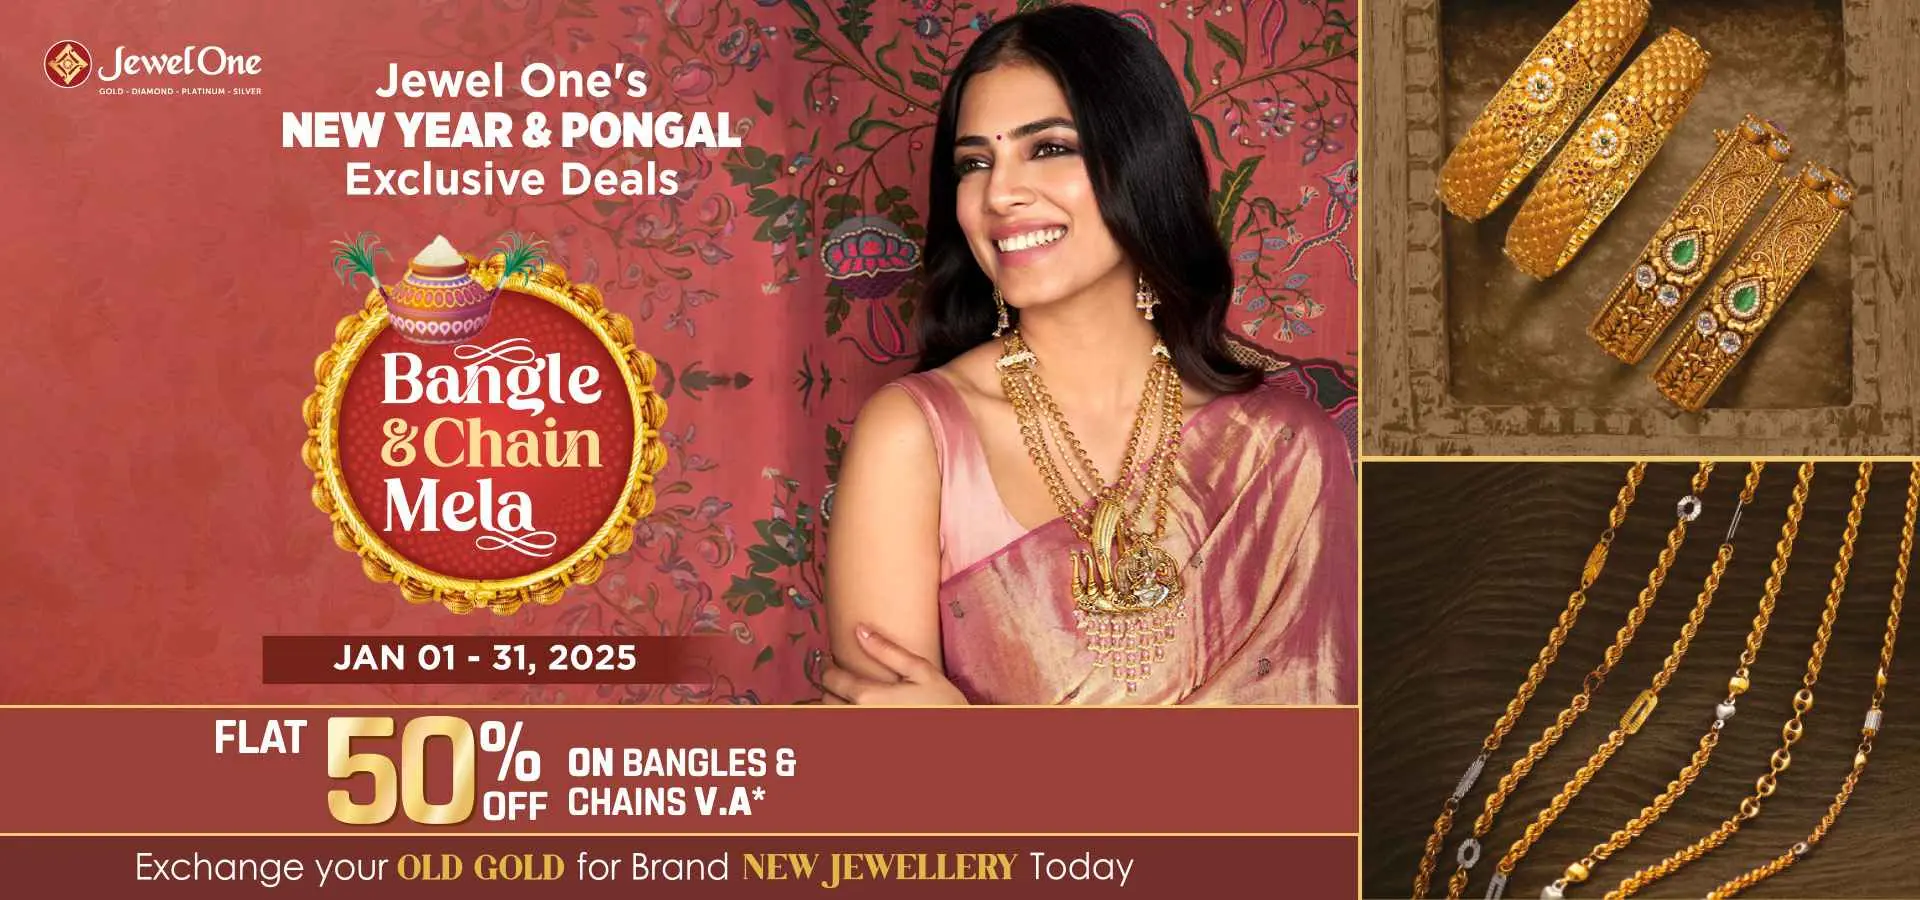 Jewel One
GOLD - DIAMOND - PLATINUM - SILVER
Jewel One's
NEW YEAR & PONGAL
Exclusive Deals
Bangle
& Chain
Mela
JAN 01 - 31, 2025
FLAT 50% OFF
ON BANGLES &
CHAINS V.A*
Exchange your OLD GOLD for Brand NEW JEWELLERY Today